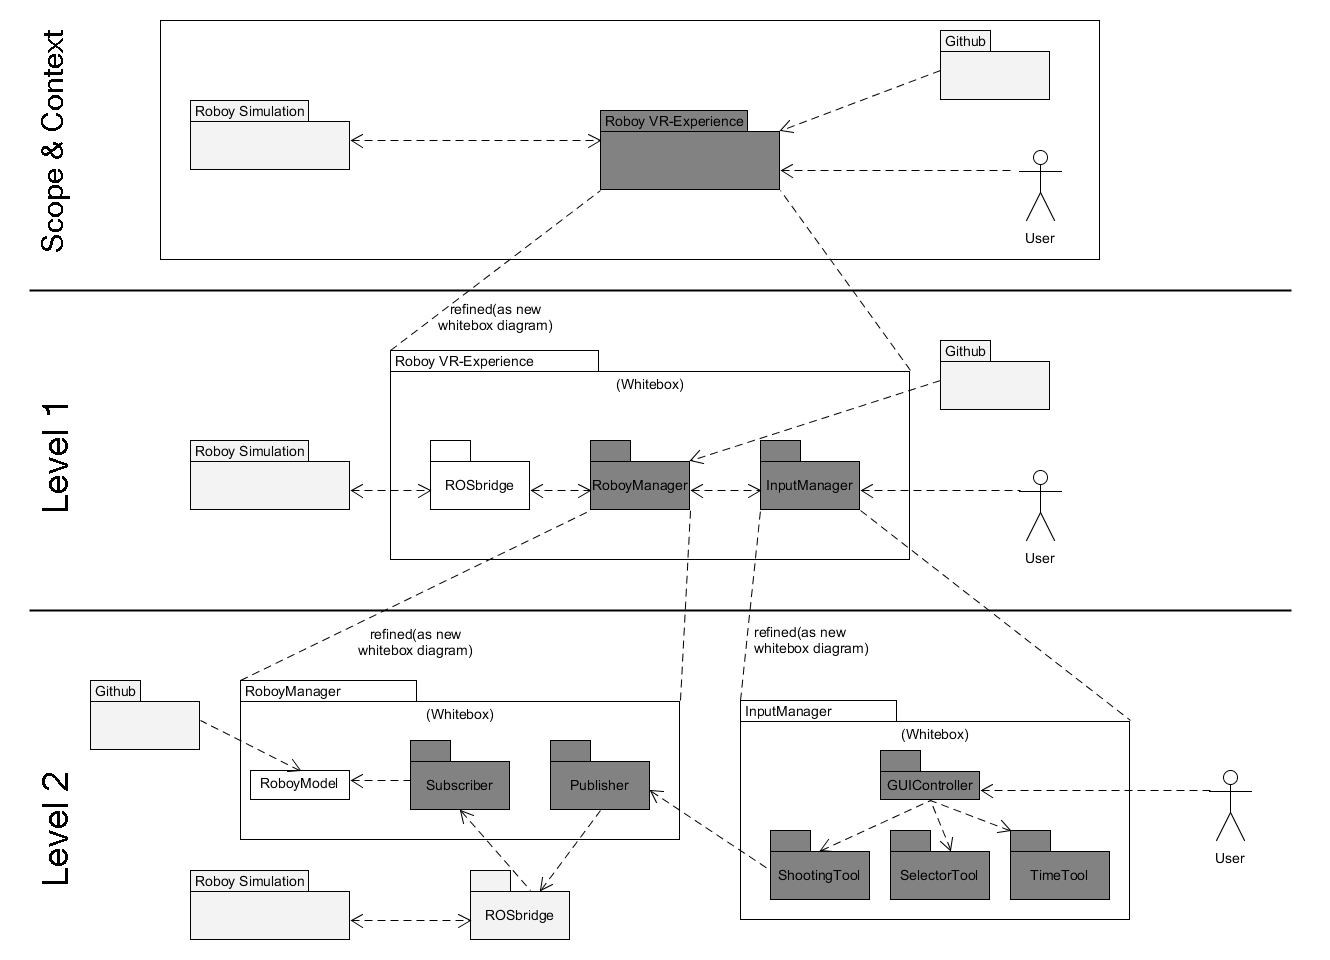 Scope & Context
Github
Roboy Simulation
Roboy VR-Experience
User
Level 1
refined(as new
whitebox diagram)
Roboy VR-Experience
(Whitebox)
Github
Roboy Simulation
ROSbridge
RoboyManager
InputManager
User
Level 2
refined(as new
whitebox diagram)
refined(as new
whitebox diagram)
Github
RoboyManager
(Whitebox)
RoboyModel
Subscriber
Publisher
InputManager
(Whitebox)
GUIController
ShootingTool
SelectorTool
TimeTool
User
Roboy Simulation
ROSbridge